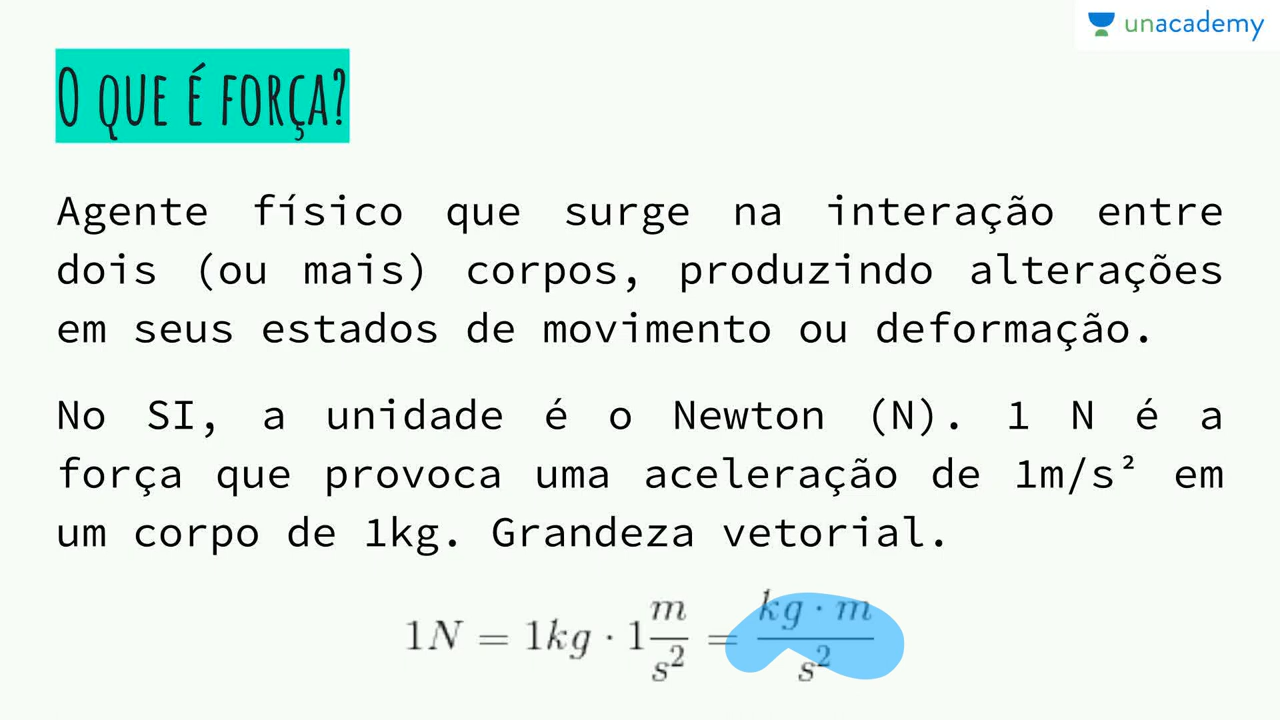 unacademy
O QUE É FORÇA?
Agente físico que surge na interação entre
dois (ou mais) corpos, produzindo alterações
em seus estados de movimento ou deformação.
No SI, a unidade é o Newton (N). 1 N é a
força que provoca uma aceleração de 1m/s² em
um corpo de 1kg. Grandeza vetorial.
1N = 1kg · 1 m/s² = kg · m/s²